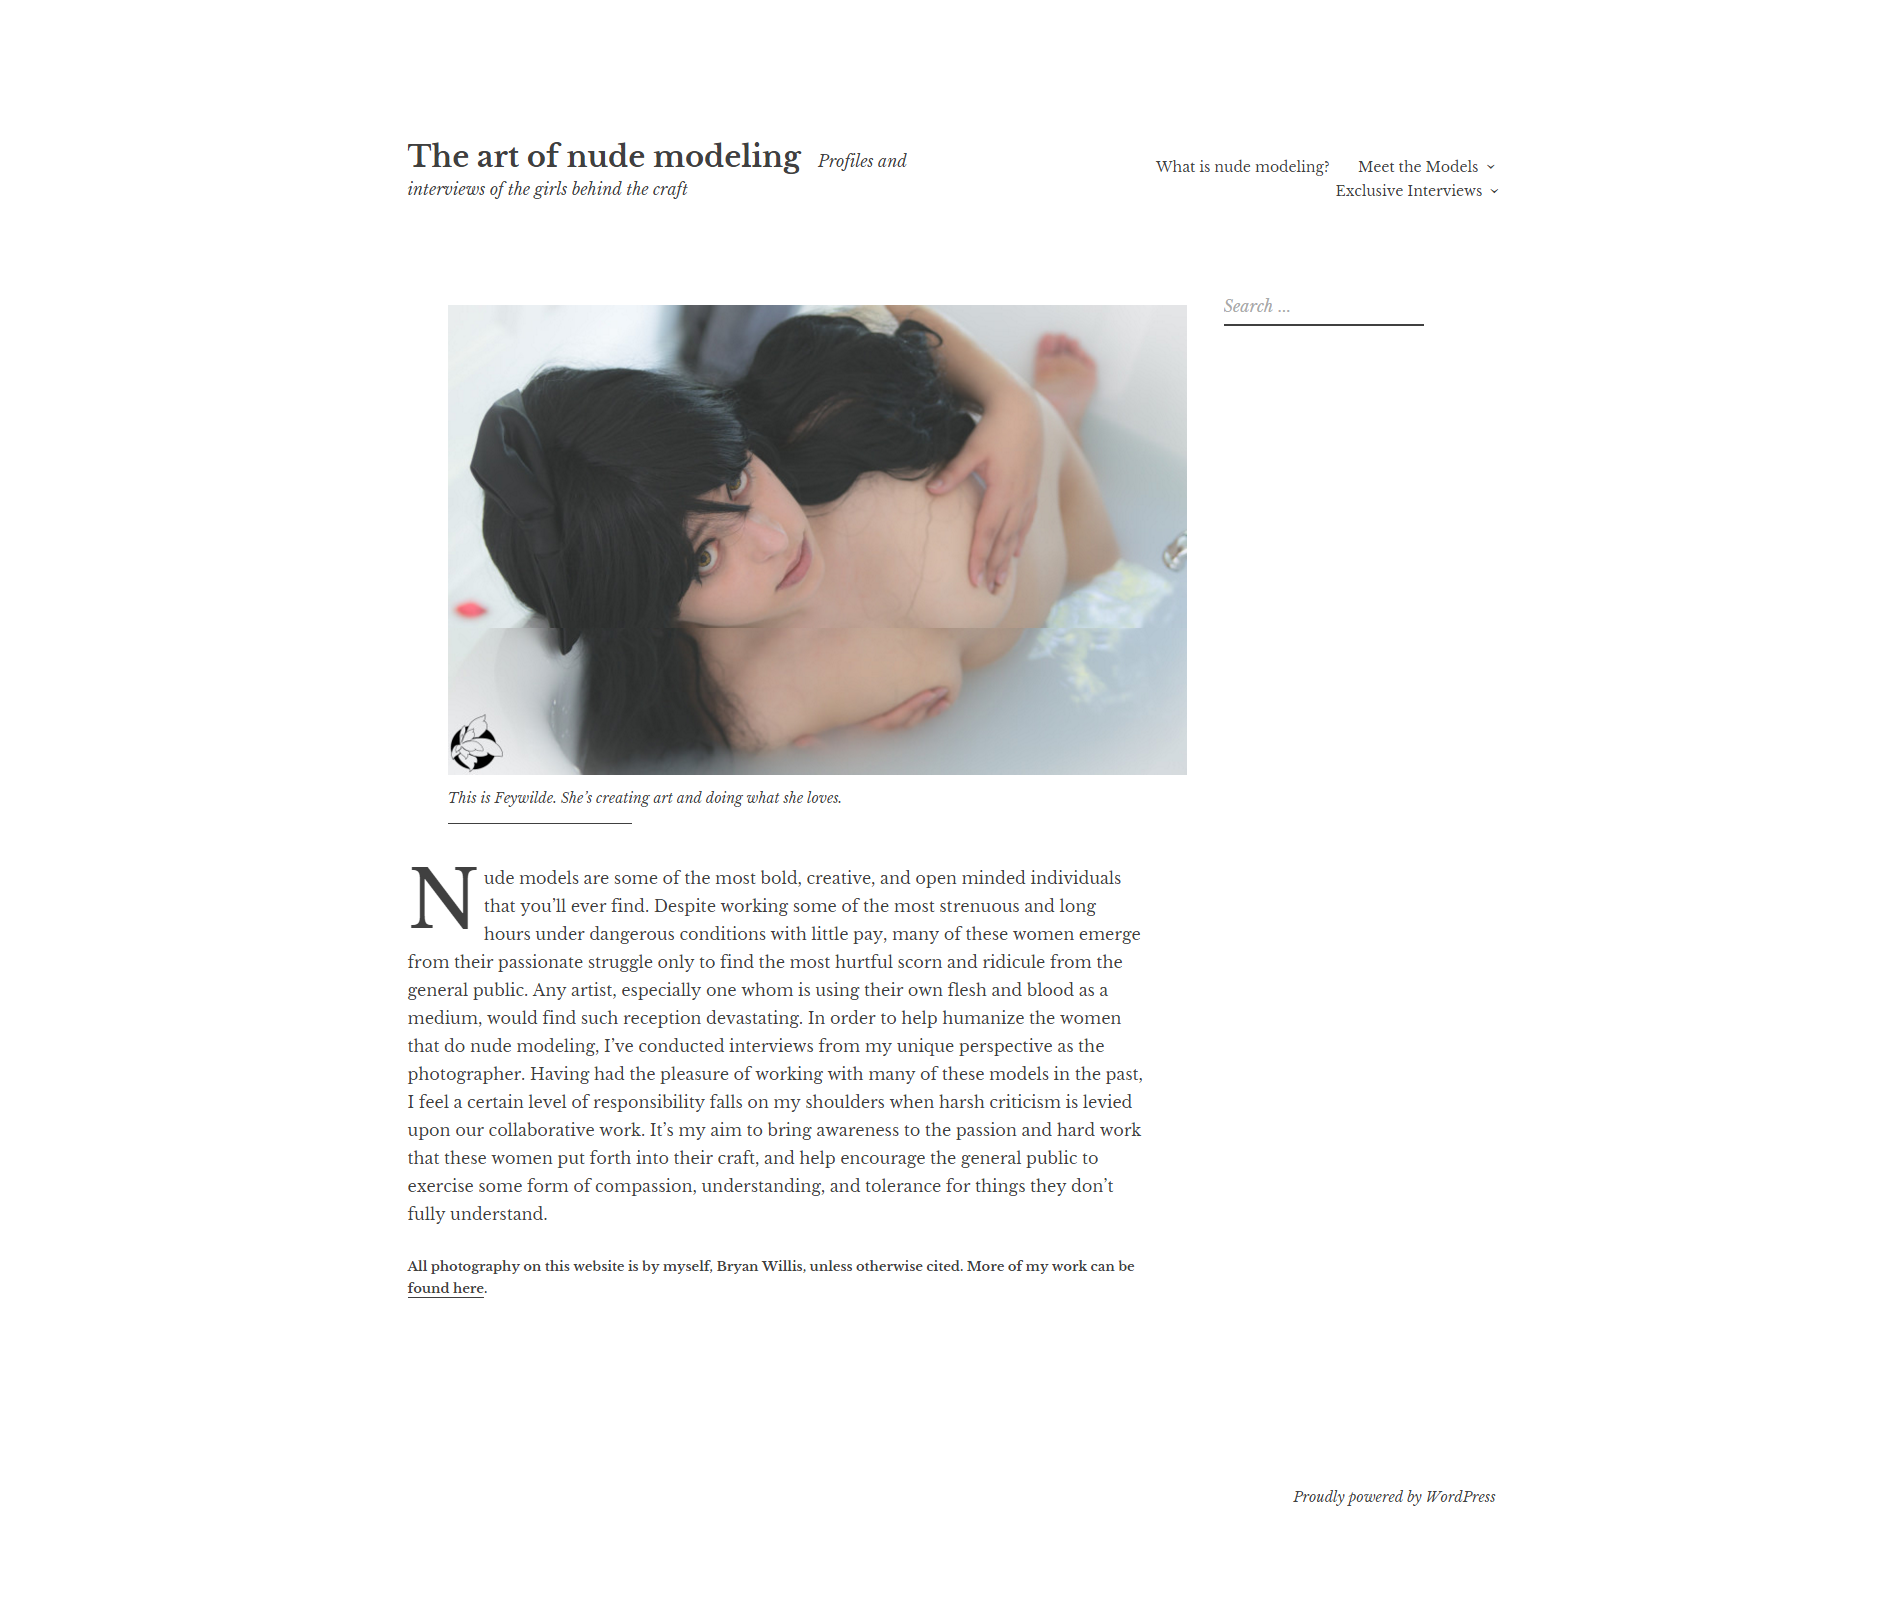 The art of nude modeling Profiles and
interviews of the girls behind the craft
What is nude modeling? Meet the Models
Exclusive Interviews
Search ...
This is Feywilde. She’s creating art and doing what she loves.
Nude models are some of the most bold, creative, and open minded individuals
that you’ll ever find. Despite working some of the most strenuous and long
hours under dangerous conditions with little pay, many of these women emerge
from their passionate struggle only to find the most hurtful scorn and ridicule from the
general public. Any artist, especially one whom is using their own flesh and blood as a
medium, would find such reception devastating. In order to help humanize the women
that do nude modeling, I’ve conducted interviews from my unique perspective as the
photographer. Having had the pleasure of working with many of these models in the past,
I feel a certain level of responsibility falls on my shoulders when harsh criticism is levied
upon our collaborative work. It’s my aim to bring awareness to the passion and hard work
that these women put forth into their craft, and help encourage the general public to
exercise some form of compassion, understanding, and tolerance for things they don’t
fully understand.
All photography on this website is by myself, Bryan Willis, unless otherwise cited. More of my work can be
found here.
Proudly powered by WordPress